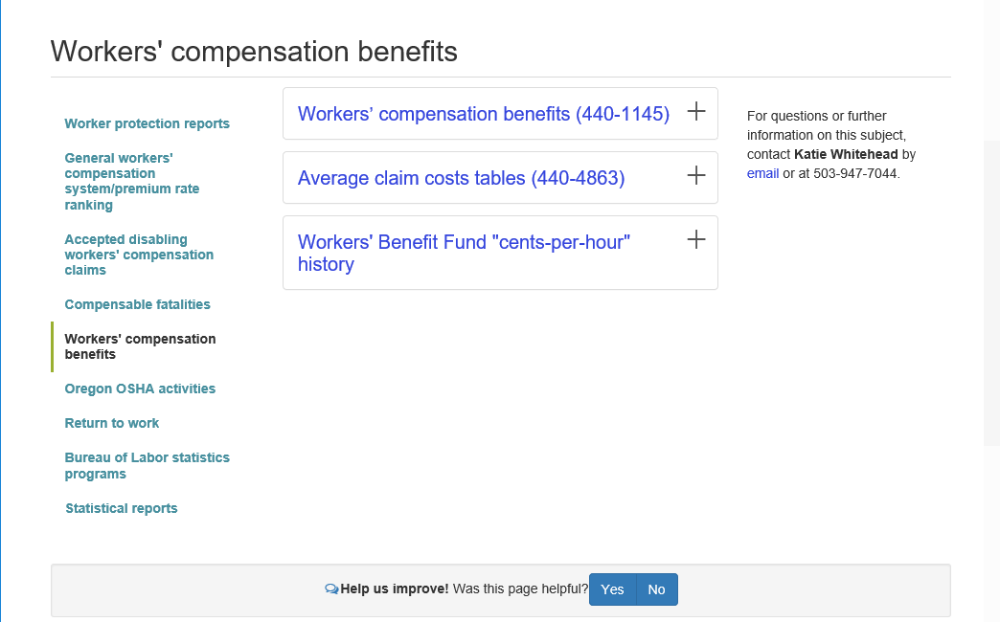 Workers' compensation benefits
Worker protection reports
General workers'
compensation
system/premium rate
ranking
Accepted disabling
workers' compensation
claims
Compensable fatalities
Workers' compensation
benefits
Oregon OSHA activities
Return to work
Bureau of Labor statistics
programs
Statistical reports
Workers’ compensation benefits (440-1145)
Average claim costs tables (440-4863)
Workers' Benefit Fund "cents-per-hour"
history
For questions or further
information on this subject,
contact Katie Whitehead by
email or at 503-947-7044.
Help us improve! Was this page helpful? Yes No